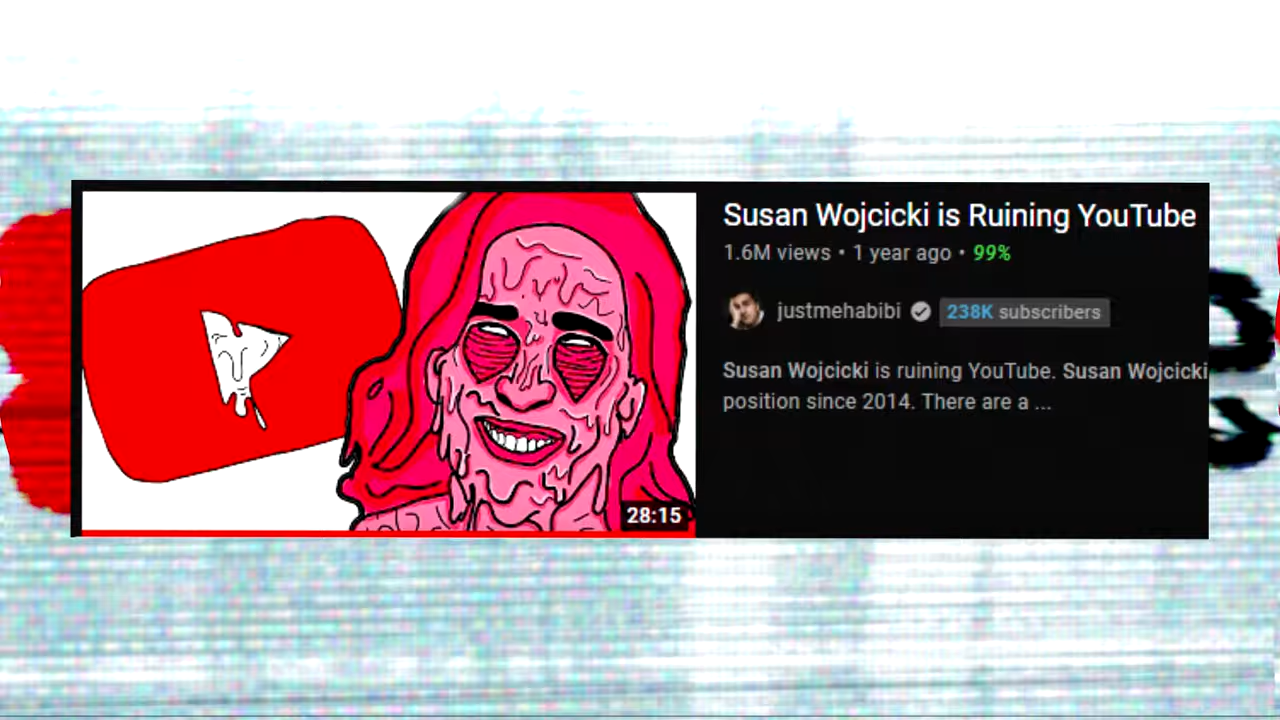 Susan Wojcicki is Ruining YouTube
1.6M views • 1 year ago • 99%
justmehabibi 238K subscribers
Susan Wojcicki is ruining YouTube. Susan Wojcicki
position since 2014. There are a ...
28:15